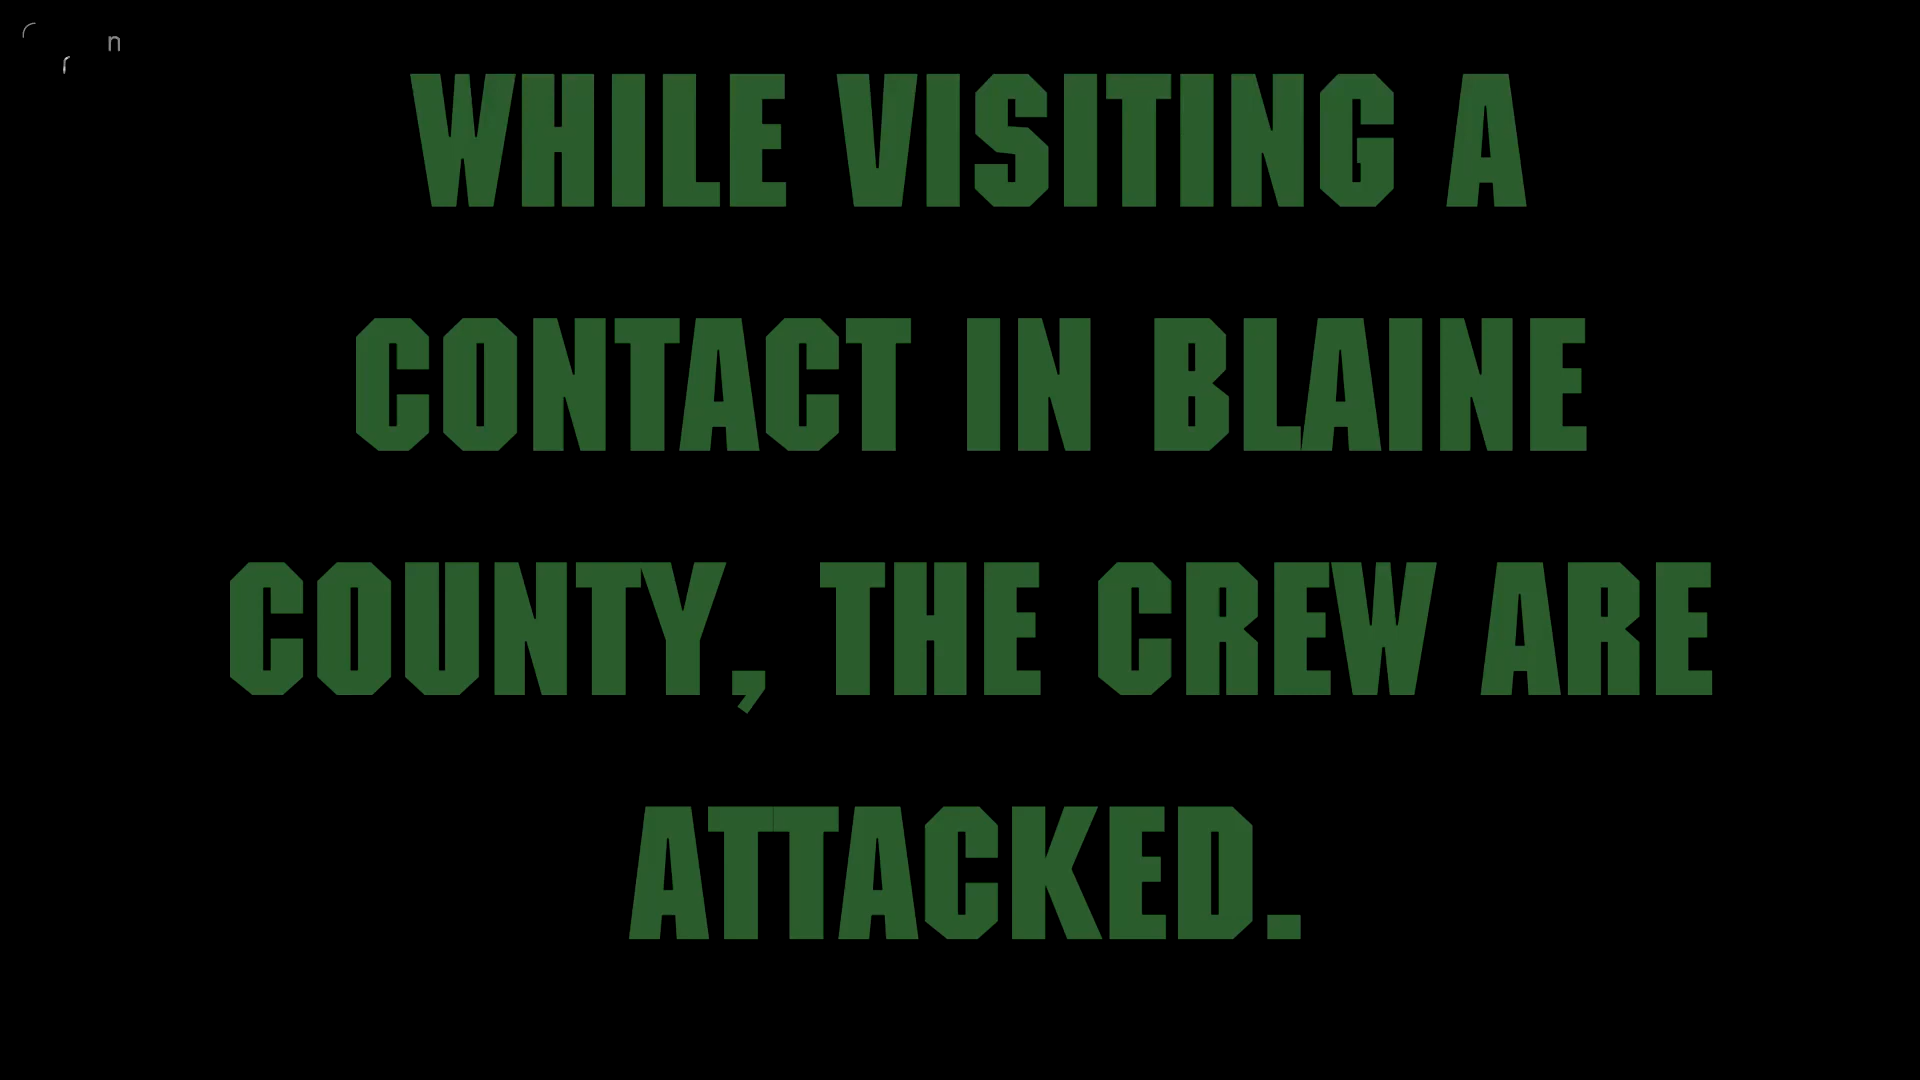 WHILE VISITING A
CONTACT IN BLAINE
COUNTY, THE CREW ARE
ATTACKED.